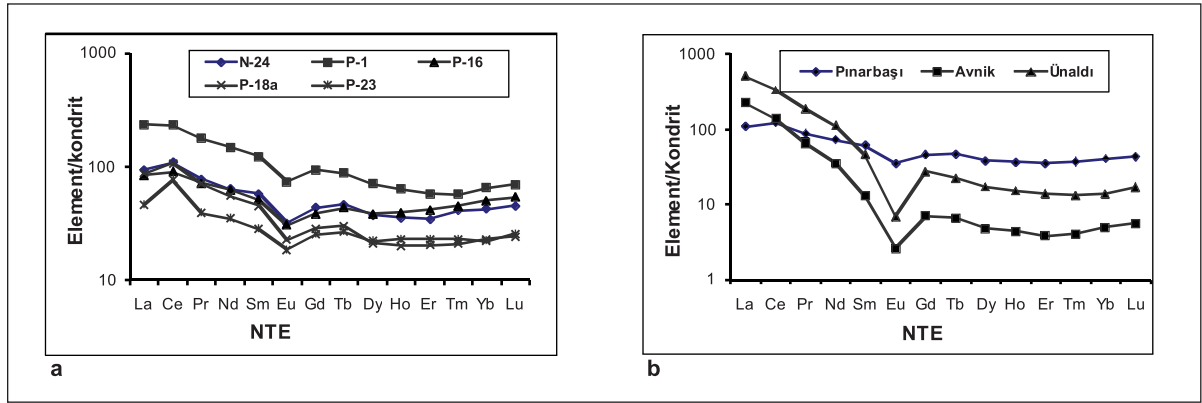 1000
100
10
Element/kondrit
N-24 P-1 P-16
P-18a P-23
La Ce Pr Nd Sm Eu Gd Tb Dy Ho Er Tm Yb Lu
NTE
a
1000
100
10
1
Element/Kondrit
Pınarbaşı Avnik Ünaldı
La Ce Pr Nd Sm Eu Gd Tb Dy Ho Er Tm Yb Lu
NTE
b